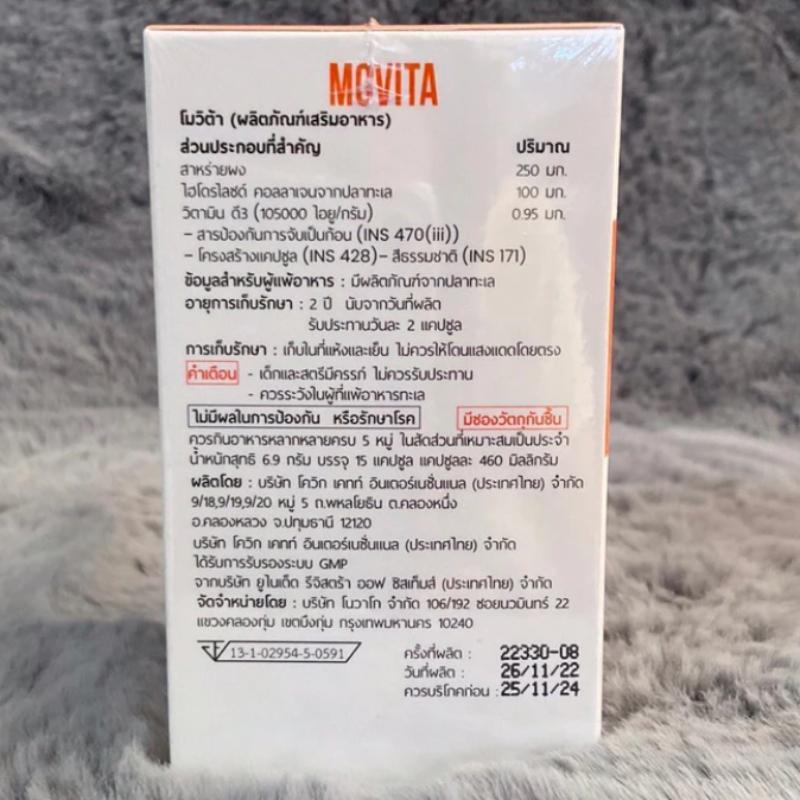 MOVITA
โมวิต้า (ผลิตภัณฑ์เสริมอาหาร)
ส่วนประกอบที่สำคัญ ปริมาณ
สาหร่ายผง 250 มก.
ไฮโดรไลซด์ คอลลาเจนจากปลาทะเล 100 มก.
วิตามิน ดี3 (105000 ไอยู/กรัม) 0.95 มก.
- สารป้องกันการจับเป็นก้อน (INS 470(iii))
- โครงสร้างแคปซูล (INS 428)- สีธรรมชาติ (INS 171)
ข้อมูลสำหรับผู้แพ้อาหาร : มีผลิตภัณฑ์จากปลาทะเล
อายุการเก็บรักษา : 2 ปี นับจากวันที่ผลิต
รับประทานวันละ 2 แคปซูล
การเก็บรักษา : เก็บในที่แห้งและเย็น ไม่ควรให้โดนแสงแดดโดยตรง
คำเตือน - เด็กและสตรีมีครรภ์ ไม่ควรรับประทาน
- ควรระวังในผู้ที่แพ้อาหารทะเล
ไม่มีผลในการป้องกัน หรือรักษาโรค มีซองวัตถุกันชื้น
ควรกินอาหารหลากหลายครบ 5 หมู่ ในสัดส่วนที่เหมาะสมเป็นประจำ
น้ำหนักสุทธิ 6.9 กรัม บรรจุ 15 แคปซูล แคปซูลละ 460 มิลลิกรัม
ผลิตโดย : บริษัท โควิก เคทท์ อินเตอร์เนชั่นแนล (ประเทศไทย) จำกัด
9/18,9/19,9/20 หมู่ 5 ถ.พหลโยธิน ต.คลองหนึ่ง
อ.คลองหลวง จ.ปทุมธานี 12120
บริษัท โควิก เคทท์ อินเตอร์เนชั่นแนล (ประเทศไทย) จำกัด
ได้รับการรับรองระบบ GMP
จากบริษัท ยูไนเต็ด รีจิสตร้า ออฟ ซิสเท็มส์ (ประเทศไทย) จำกัด
จัดจำหน่ายโดย : บริษัท โนวาโก จำกัด 106/192 ซอยนวมินทร์ 22
แขวงคลองกุ่ม เขตบึงกุ่ม กรุงเทพมหานคร 10240
13-1-02954-5-0591
ครั้งที่ผลิต : 22330-08
วันที่ผลิต : 26/11/22
ควรบริโภคก่อน : 25/11/24